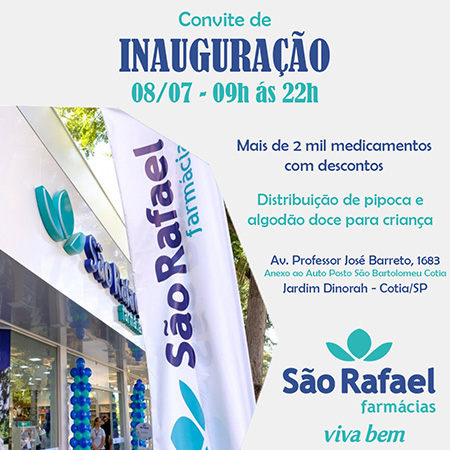 Convite de
INAUGURAÇÃO
08/07 - 09h ás 22h
Mais de 2 mil medicamentos
com descontos
Distribuição de pipoca e
algodão doce para criança
Av. Professor José Barreto, 1683
Anexo ao Auto Posto São Bartolomeu Cotia
Jardim Dinorah - Cotia/SP
São Rafael
farmácias
viva bem
São Rafael
farmácias
São Rafael